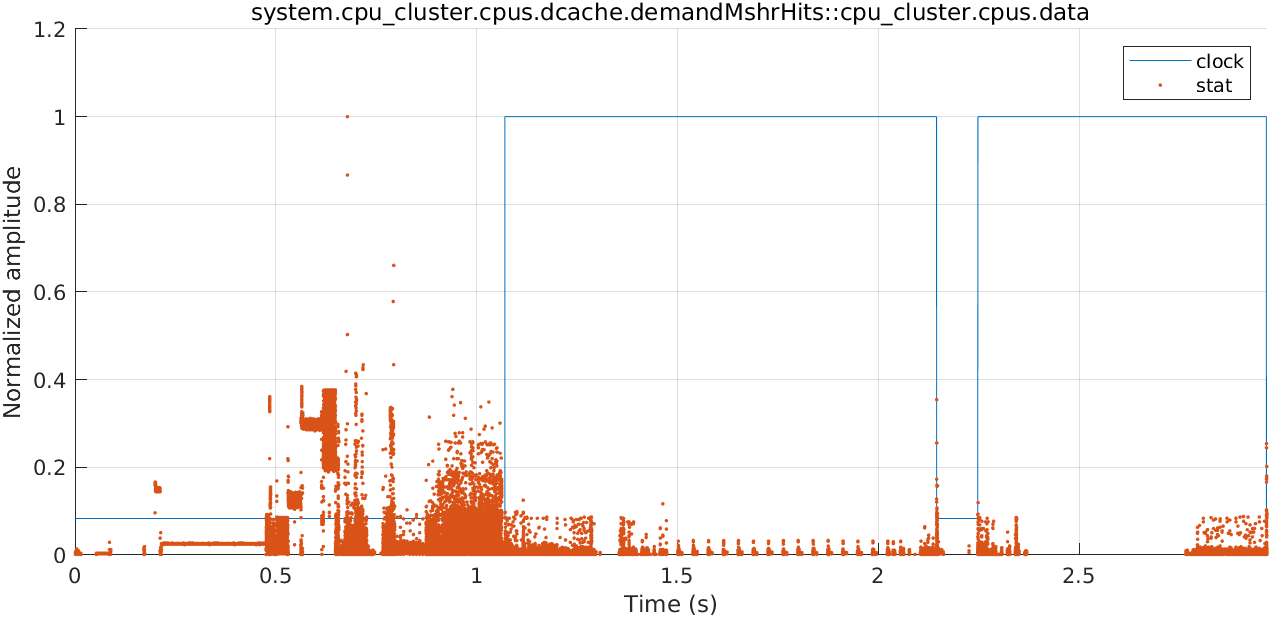 system.cpu_cluster.cpus.dcache.demandMshrHits::cpu_cluster.cpus.data
1.2
1
0.8
0.6
0.4
0.2
0
Normalized amplitude
clock
stat
0 0.5 1 1.5 2 2.5
Time (s)